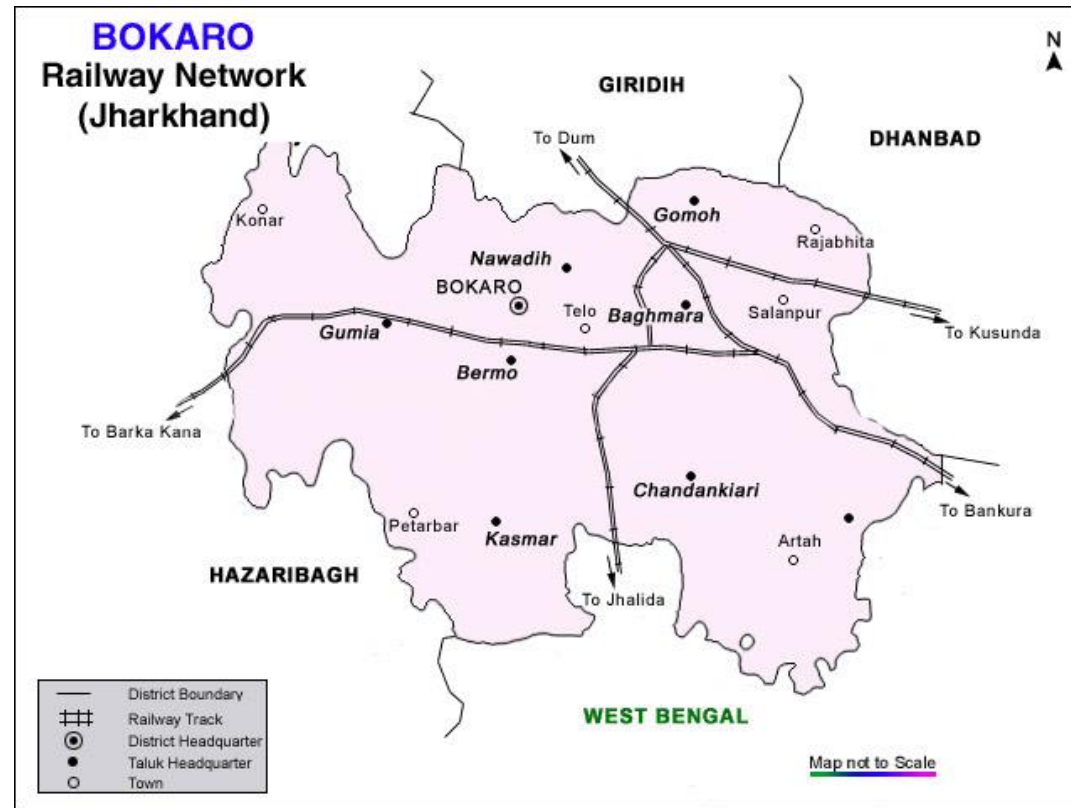 BOKARO
Railway Network
(Jharkhand)
N
GIRIDIH
To Dum
DHANBAD
Gomoh
Konar
Rajabhita
Nawadih
BOKARO
Telo
Baghmara
Salanpur
Gumia
To Kusunda
Bermo
To Barka Kana
Chandankiari
To Bankura
Petarbar
Kasmar
Artah
HAZARIBAGH
To Jhalida
WEST BENGAL
District Boundary
Railway Track
District Headquarter
Taluk Headquarter
Town
Map not to Scale